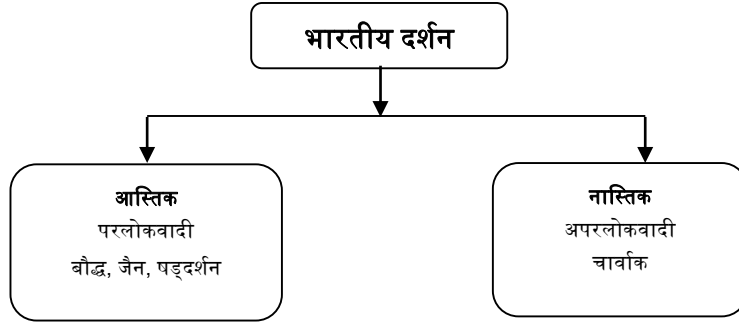 भारतीय दर्शन
आस्तिक
परलोकवादी
बौद्ध, जैन, षड्दर्शन
नास्तिक
अपरलोकवादी
चार्वाक